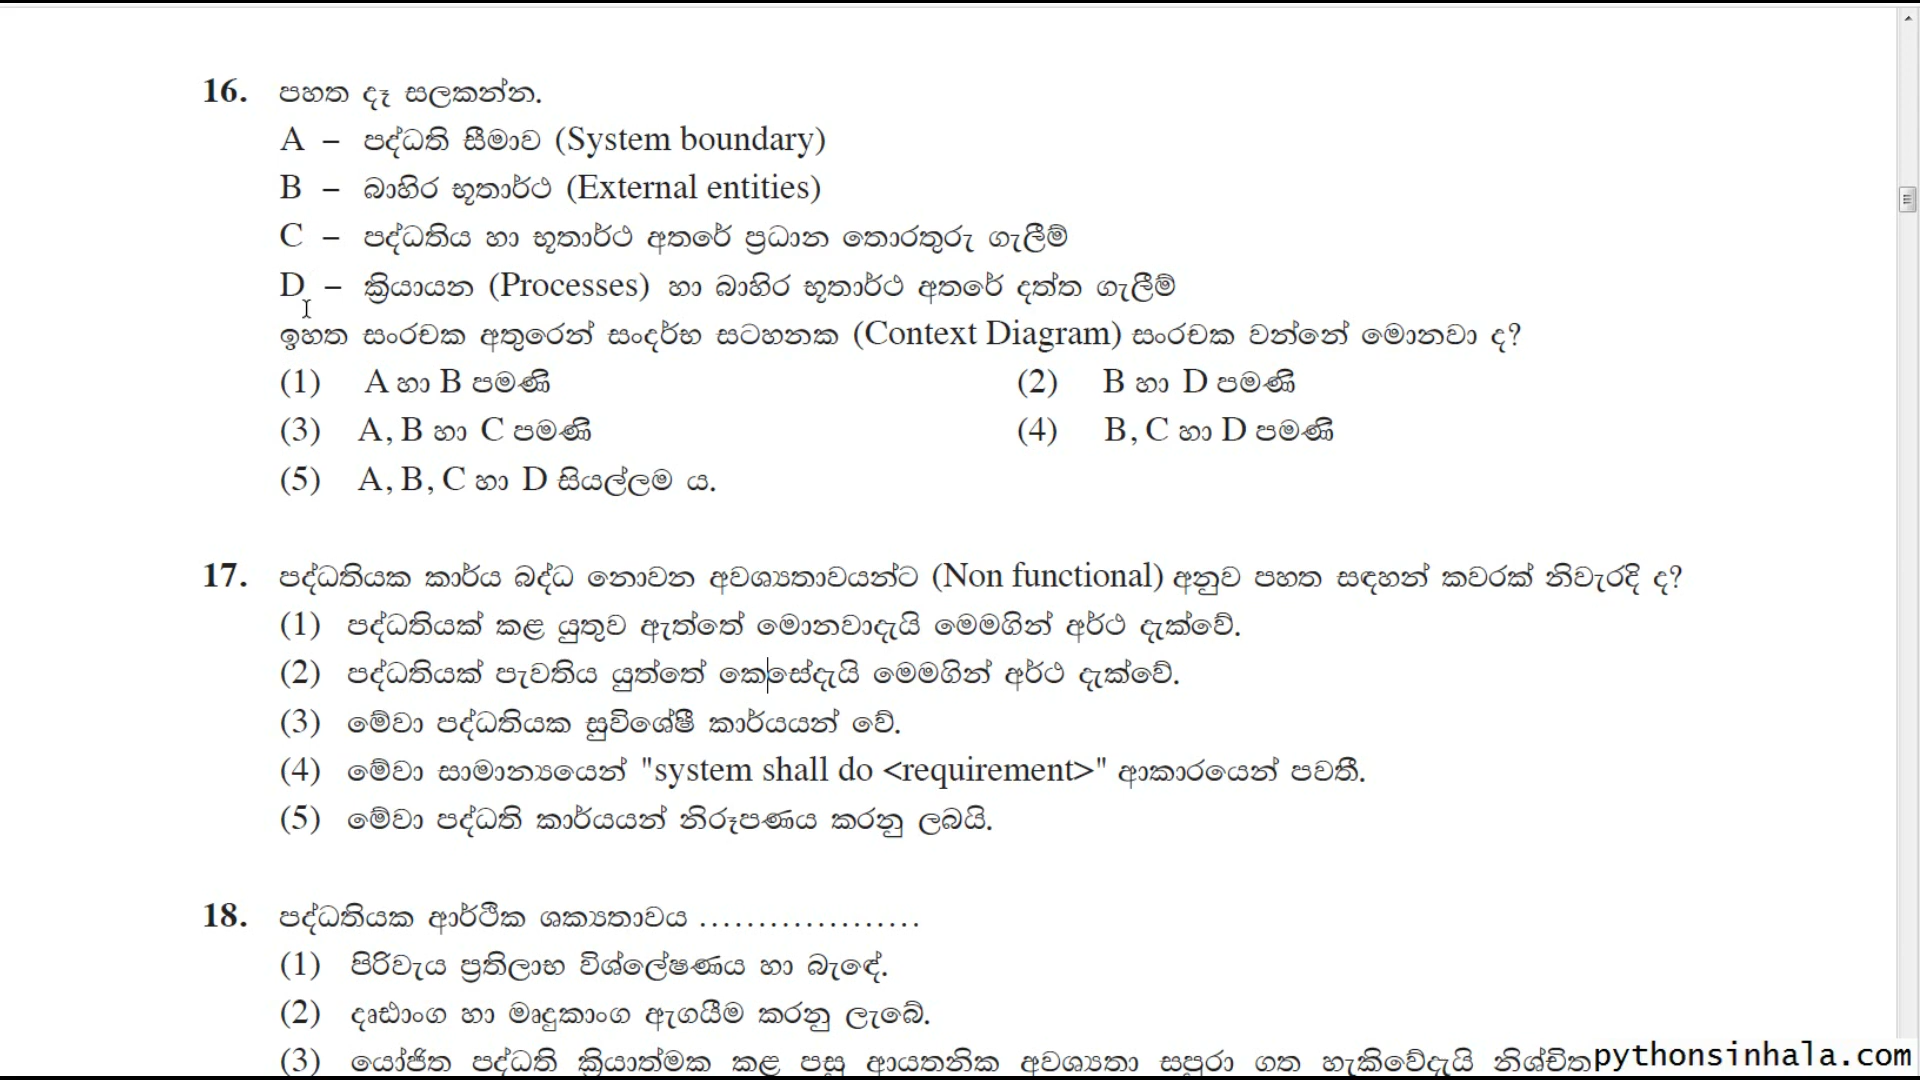 16. පහත දෑ සලකන්න.
A – පද්ධති සීමාව (System boundary)
B – බාහිර භූතාර්ථ (External entities)
C – පද්ධතිය හා භූතාර්ථ අතරේ ප්‍රධාන තොරතුරු ගැලීම්
D – ක්‍රියායන (Processes) හා බාහිර භූතාර්ථ අතරේ දත්ත ගැලීම්
ඉහත සංරචක අතුරෙන් සංදර්භ සටහනක (Context Diagram) සංරචක වන්නේ මොනවා ද?
(1) A හා B පමණි (2) B හා D පමණි
(3) A, B හා C පමණි (4) B, C හා D පමණි
(5) A, B, C හා D සියල්ලම ය.
17. පද්ධතියක කාර්ය බද්ධ නොවන අවශ්‍යතාවයන්ට (Non functional) අනුව පහත සඳහන් කවරක් නිවැරදි ද?
(1) පද්ධතියක් කළ යුතුව ඇත්තේ මොනවාදැයි මෙමගින් අර්ථ දැක්වේ.
(2) පද්ධතියක් පැවතිය යුත්තේ කෙසේදැයි මෙමගින් අර්ථ දැක්වේ.
(3) මේවා පද්ධතියක සුවිශේෂී කාර්යයන් වේ.
(4) මේවා සාමාන්‍යයෙන් "system shall do <requirement>" ආකාරයෙන් පවතී.
(5) මේවා පද්ධති කාර්යයන් නිරූපණය කරනු ලබයි.
18. පද්ධතියක ආර්ථික ශක්‍යතාවය ...................
(1) පිරිවැය ප්‍රතිලාභ විශ්ලේෂණය හා බැඳේ.
(2) දෘඪාංග හා මෘදුකාංග ඇගයීම කරනු ලැබේ.
(3) යෝජිත පද්ධති ක්‍රියාත්මක කළ පසු ආයතනික අවශ්‍යතා සපුරා ගත හැකිවේදැයි නිශ්චිත
pythonsinhala.com